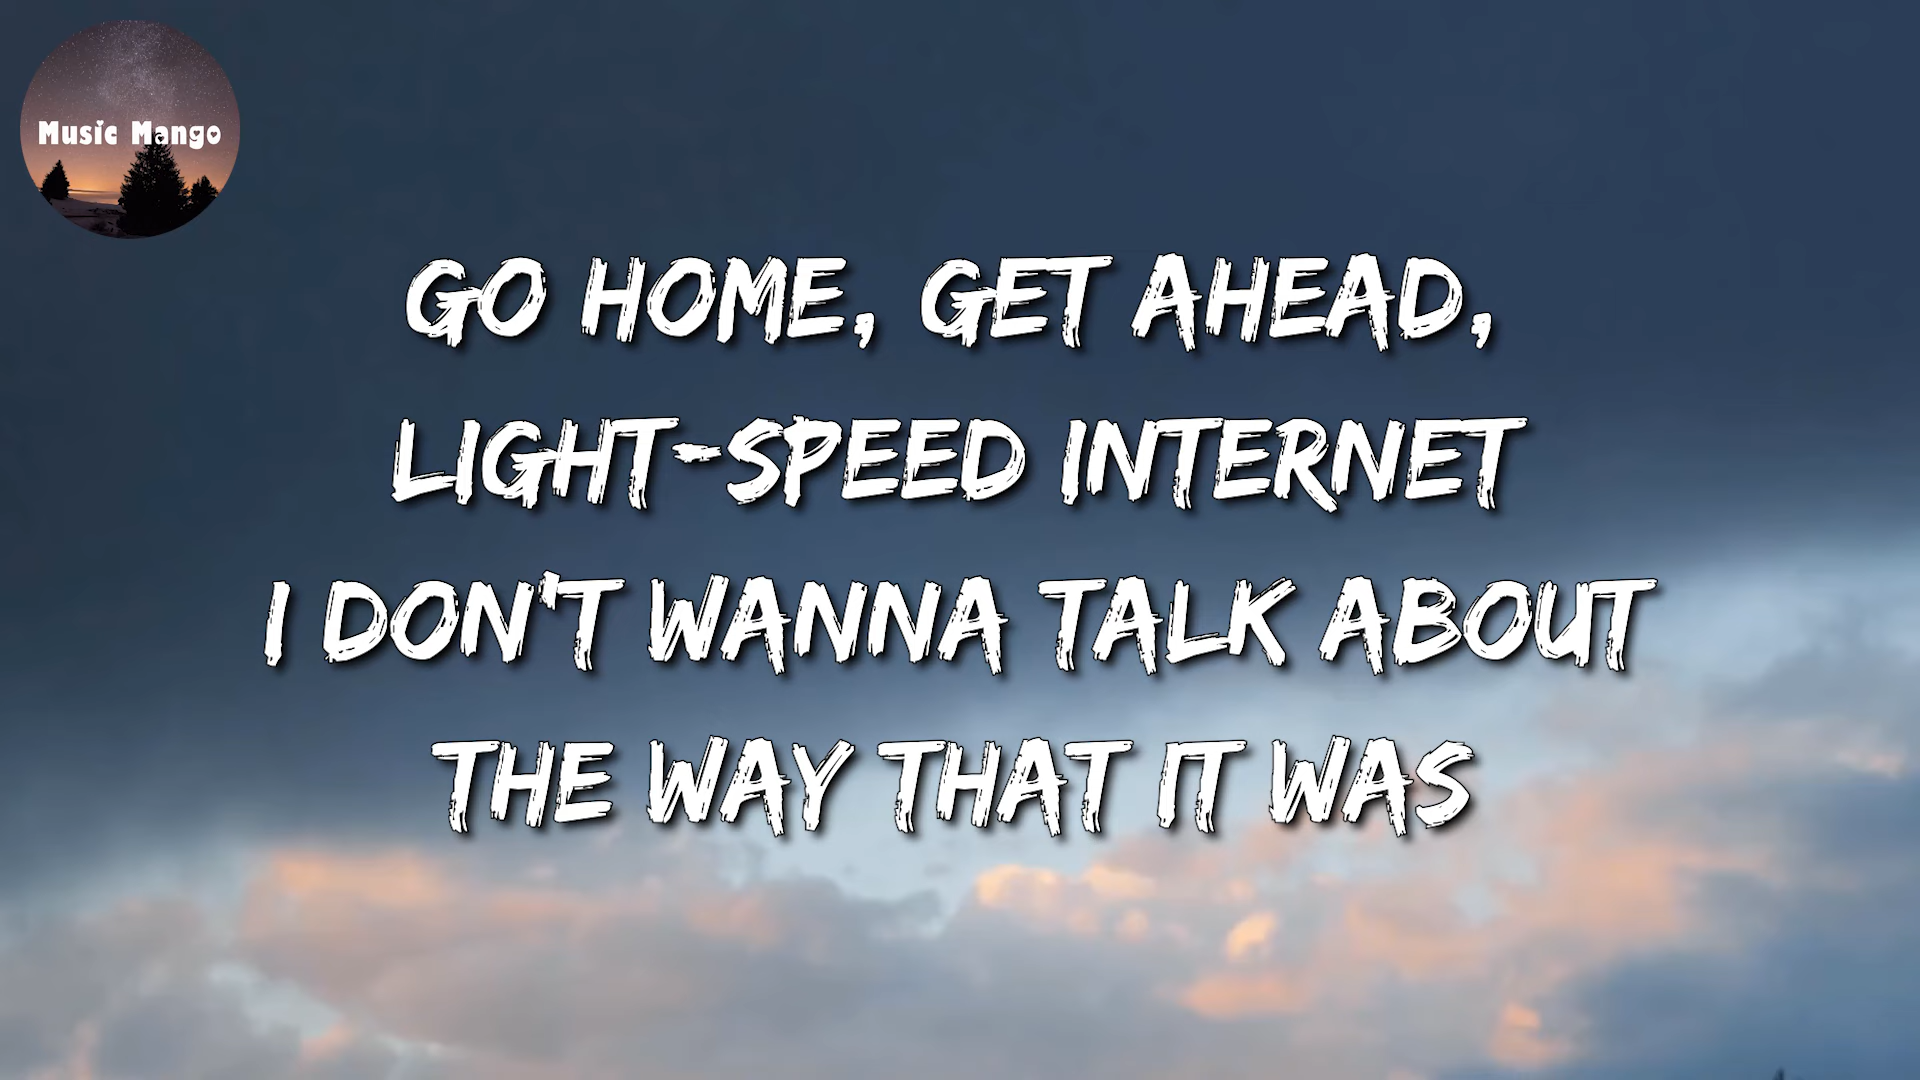 Music Mango
GO HOME, GET AHEAD,
LIGHT-SPEED INTERNET
I DON'T WANNA TALK ABOUT
THE WAY THAT IT WAS